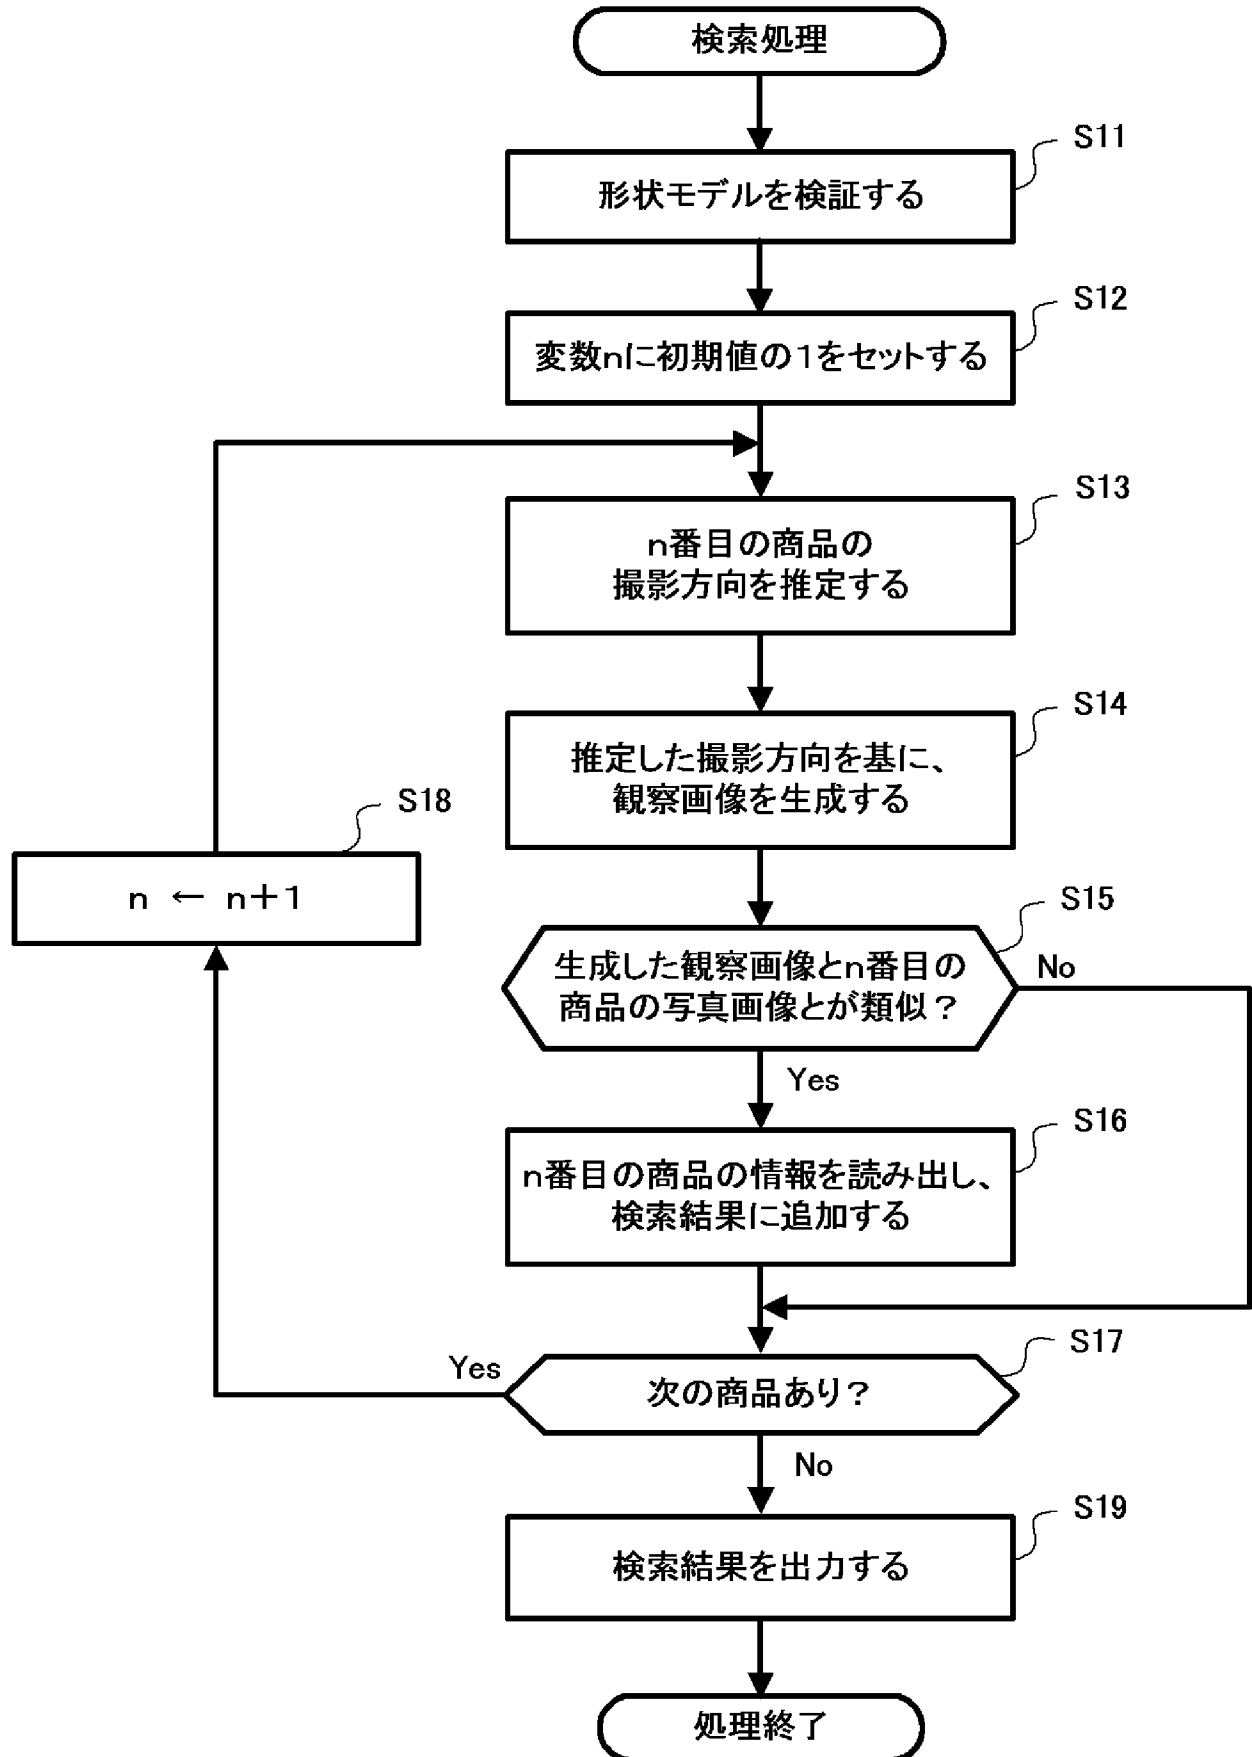 検索処理
S11
形状モデルを検証する
S12
変数nに初期値の1をセットする
S13
n番目の商品の
撮影方向を推定する
S14
推定した撮影方向を基に、
観察画像を生成する
S18
n ← n+1
S15
生成した観察画像とn番目の
商品の写真画像とが類似?
No
Yes
S16
n番目の商品の情報を読み出し、
検索結果に追加する
S17
Yes
次の商品あり?
No
S19
検索結果を出力する
処理終了